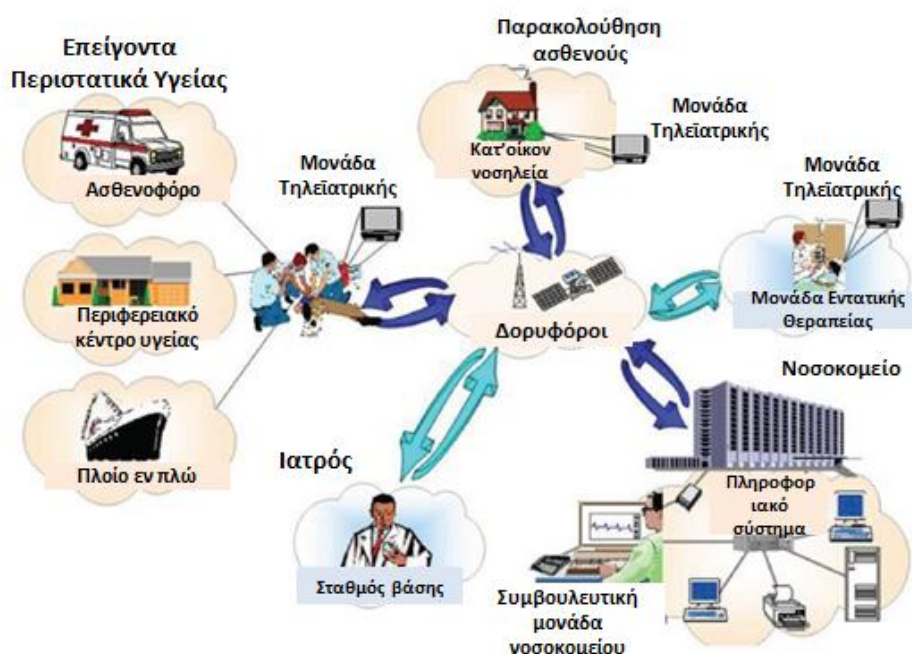 Επείγοντα
Περιστατικά Υγείας
Ασθενοφόρο
Περιφερειακό
κέντρο υγείας
Πλοίο εν πλώ
Μονάδα
Τηλεϊατρικής
Παρακολούθηση
ασθενούς
Κατ'οίκον
νοσηλεία
Μονάδα
Τηλεϊατρικής
Μονάδα
Τηλεϊατρικής
Μονάδα Εντατικής
Θεραπείας
Δορυφόροι
Νοσοκομείο
Πληροφορ
ιακό
σύστημα
Ιατρός
Σταθμός βάσης
Συμβουλευτική
μονάδα
νοσοκομείου